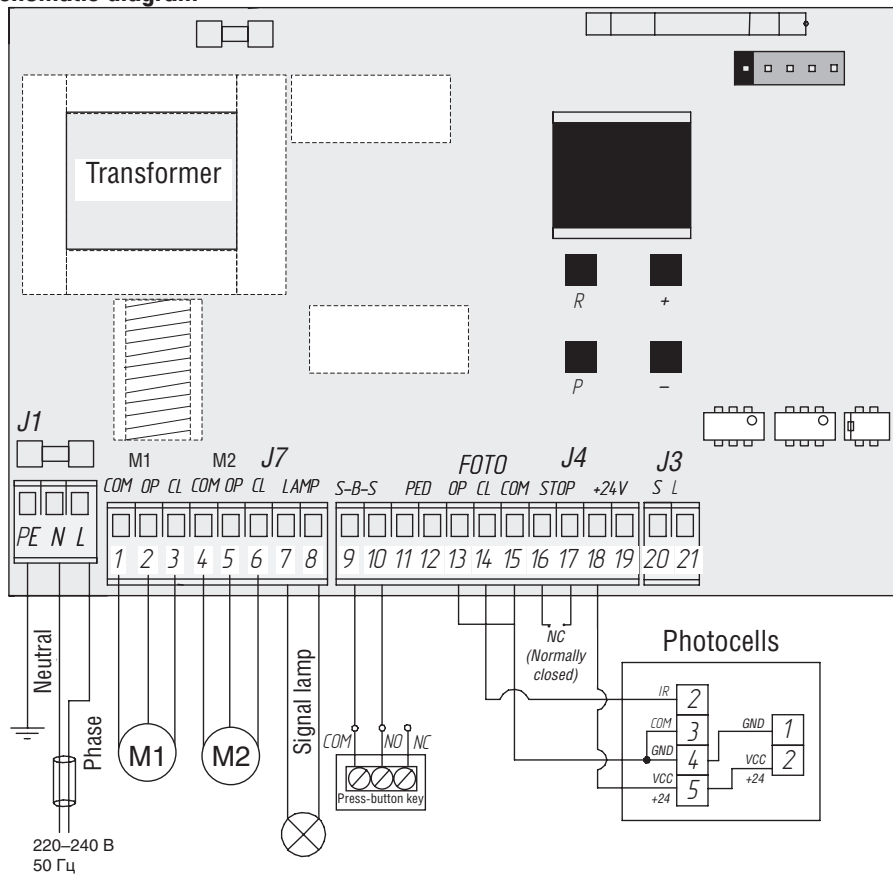 Transformer
R +
P –
J1
M1 M2 J7
COM OP CL COM OP CL LAMP
FOTO J4 J3
S-B-S PED OP CL COM STOP +24V S L
PE N L
1 2 3 4 5 6 7 8 9 10 11 12 13 14 15 16 17 18 19 20 21
Neutral
Phase
M1
M2
Signal lamp
COM NO NC
Press-button key
NC
(Normally
closed)
Photocells
IR 2
COM 3
GND 4
VCC
+24
5
GND 1
VCC
+24
2
220–240 В
50 Гц